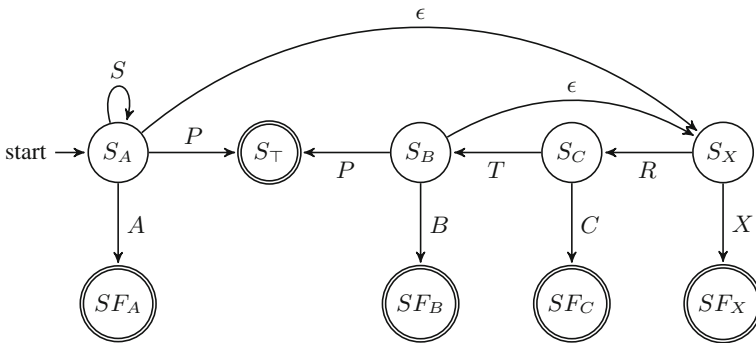 ϵ
S
ϵ
start
S_A
P
S_⊤
P
S_B
T
S_C
R
S_X
A
B
C
X
SF_A
SF_B
SF_C
SF_X